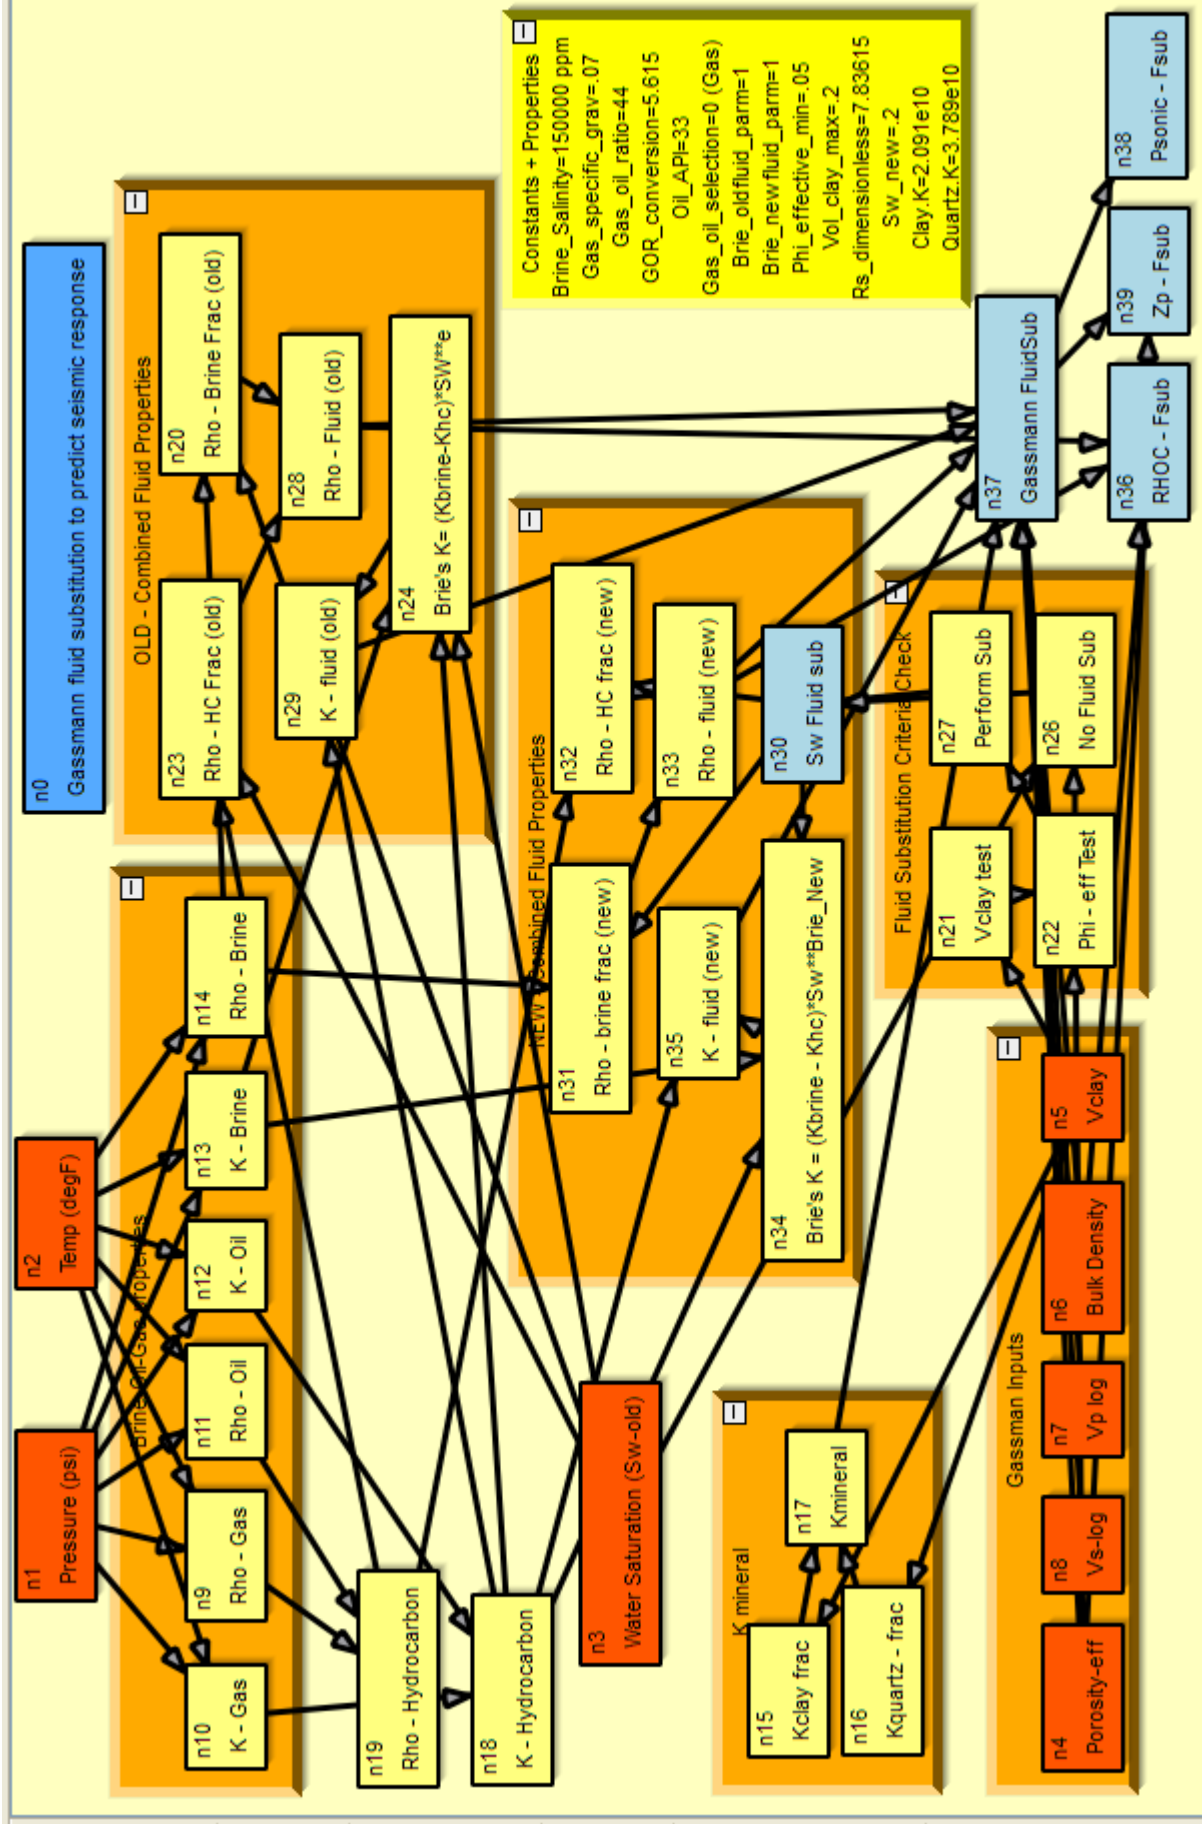 n0
Gassmann fluid substitution to predict seismic response
n1
Pressure (psi)
n2
Temp (degF)
Brine-Oil-Gas Properties
n10
K - Gas
n9
Rho - Gas
n11
Rho - Oil
n12
K - Oil
n13
K - Brine
n14
Rho - Brine
OLD - Combined Fluid Properties
n23
Rho - HC Frac (old)
n20
Rho - Brine Frac (old)
n29
K - fluid (old)
n28
Rho - Fluid (old)
n24
Brie's K= (Kbrine-Khc)*SW**e
n19
Rho - Hydrocarbon
n18
K - Hydrocarbon
n3
Water Saturation (Sw-old)
NEW - Combined Fluid Properties
n31
Rho - brine frac (new)
n32
Rho - HC frac (new)
n35
K - fluid (new)
n33
Rho - fluid (new)
n34
Brie's K = (Kbrine - Khc)*Sw**Brie_New
n30
Sw Fluid sub
Constants + Properties
Brine_Salinity=150000 ppm
Gas_specific_grav=.07
Gas_oil_ratio=44
GOR_conversion=5.615
Oil_API=33
Gas_oil_selection=0 (Gas)
Brie_oldfluid_parm=1
Brie_newfluid_parm=1
Phi_effective_min=.05
Vol_clay_max=.2
Rs_dimensionless=7.83615
Sw_new=.2
Clay.K=2.091e10
Quartz.K=3.789e10
K mineral
n15
Kclay frac
n16
Kquartz - frac
n17
Kmineral
Fluid Substitution Criteria Check
n21
Vclay test
n27
Perform Sub
n22
Phi - eff Test
n26
No Fluid Sub
n37
Gassmann FluidSub
n36
RHOC - Fsub
n39
Zp - Fsub
n38
Psonic - Fsub
Gassman Inputs
n4
Porosity-eff
n8
Vs-log
n7
Vp log
n6
Bulk Density
n5
Vclay